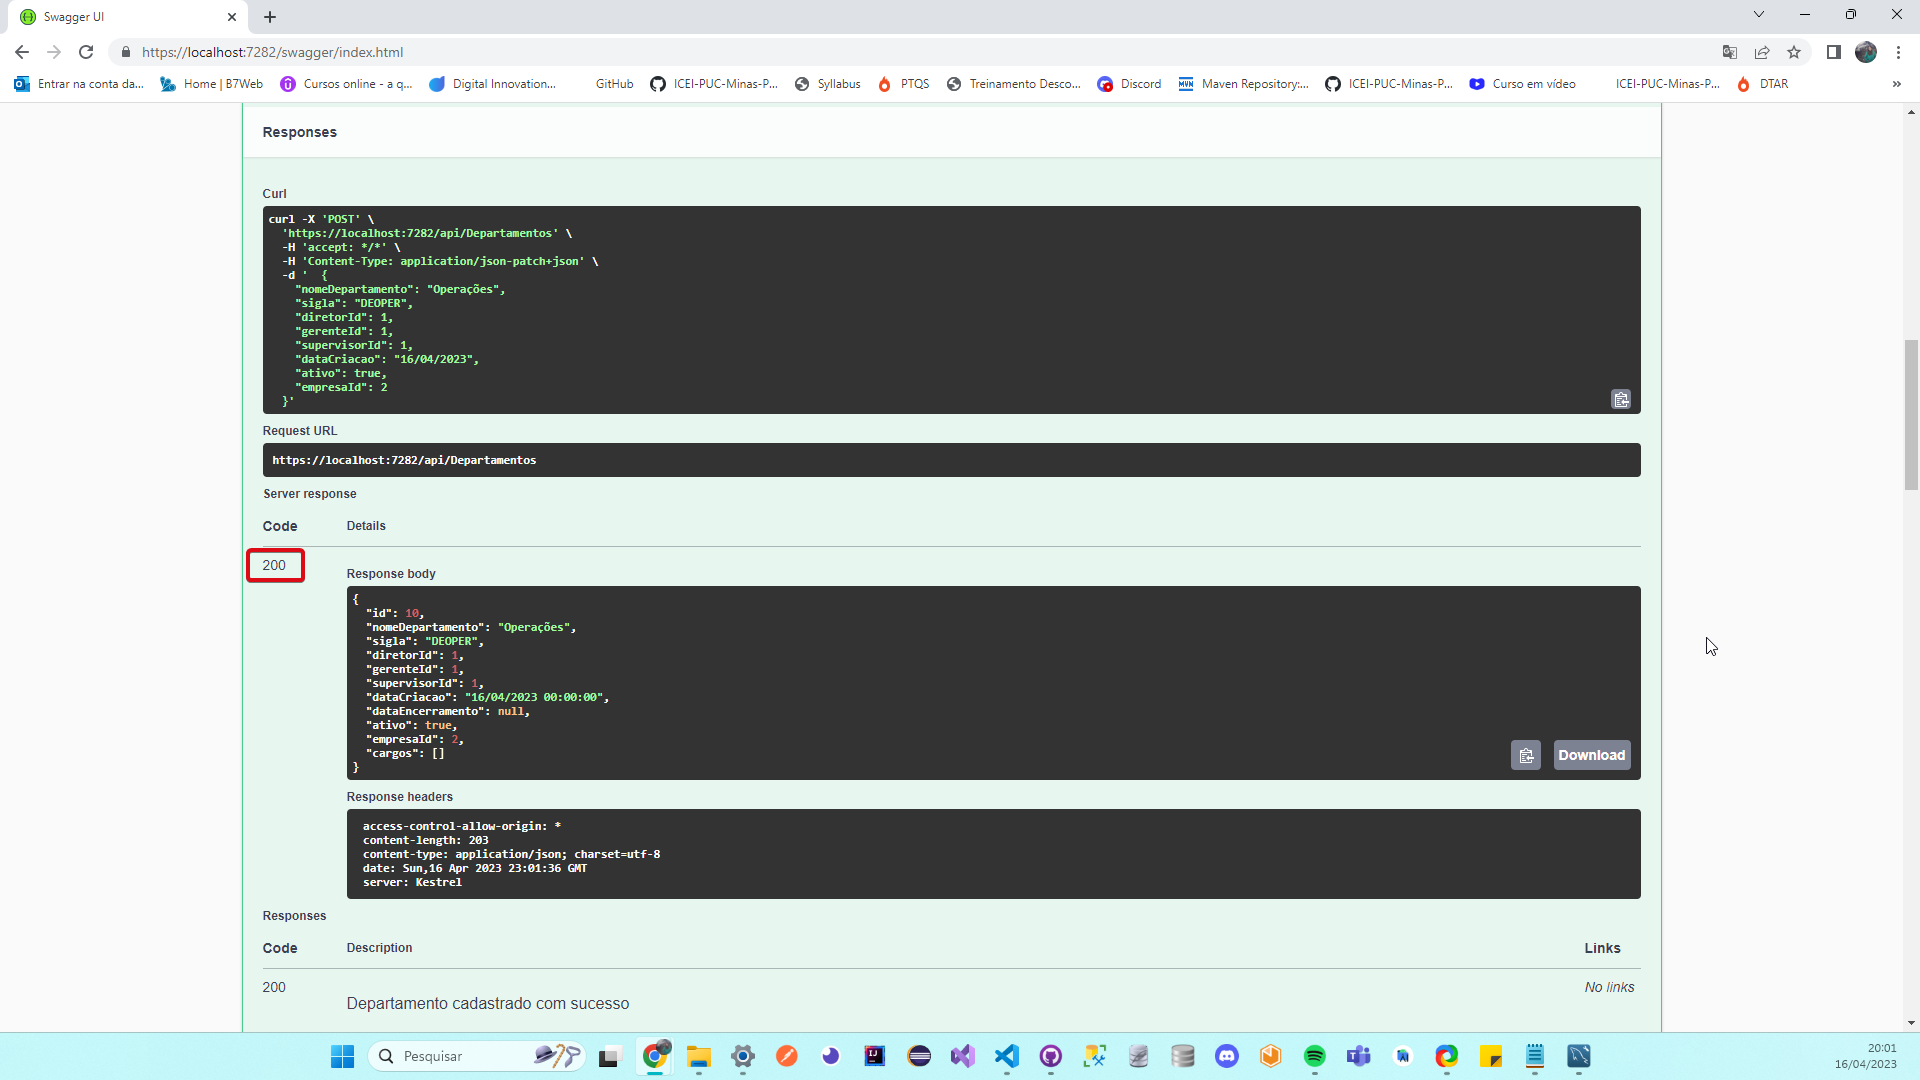 Swagger UI
https://localhost:7282/swagger/index.html
Entrar na conta da...
Home | B7Web
Cursos online - a q...
Digital Innovation...
GitHub
ICEI-PUC-Minas-P...
Syllabus
PTQS
Treinamento Desco...
Discord
Maven Repository:...
ICEI-PUC-Minas-P...
Curso em vídeo
ICEI-PUC-Minas-P...
DTAR
»
Responses
Curl
curl -X 'POST' \
'https://localhost:7282/api/Departamentos' \
-H 'accept: */*' \
-H 'Content-Type: application/json-patch+json' \
-d '  {
"nomeDepartamento": "Operações",
"sigla": "DEOPER",
"diretorId": 1,
"gerenteId": 1,
"supervisorId": 1,
"dataCriacao": "16/04/2023",
"ativo": true,
"empresaId": 2
}'
Request URL
https://localhost:7282/api/Departamentos
Server response
Code Details
200
Response body
{
"id": 10,
"nomeDepartamento": "Operações",
"sigla": "DEOPER",
"diretorId": 1,
"gerenteId": 1,
"supervisorId": 1,
"dataCriacao": "16/04/2023 00:00:00",
"dataEncerramento": null,
"ativo": true,
"empresaId": 2,
"cargos": []
}
Download
Response headers
access-control-allow-origin: *
content-length: 203
content-type: application/json; charset=utf-8
date: Sun,16 Apr 2023 23:01:36 GMT
server: Kestrel
Responses
Code Description Links
200 No links
Departamento cadastrado com sucesso
Pesquisar
20:01
16/04/2023